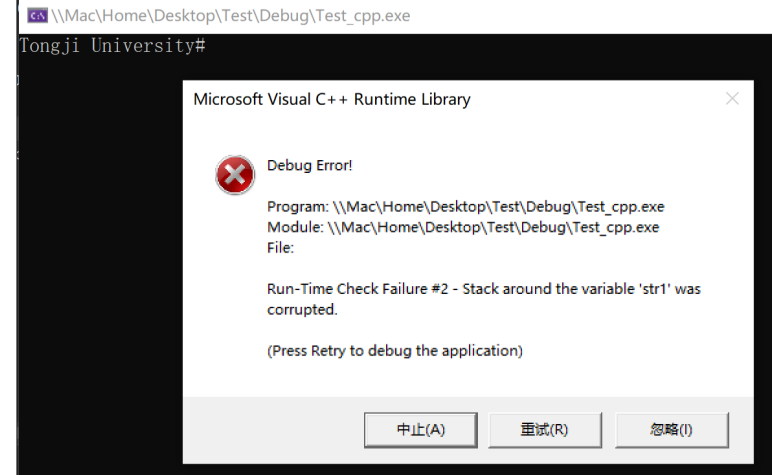 \\Mac\Home\Desktop\Test\Debug\Test_cpp.exe
Tongji University#
Microsoft Visual C++ Runtime Library
Debug Error!
Program: \\Mac\Home\Desktop\Test\Debug\Test_cpp.exe
Module: \\Mac\Home\Desktop\Test\Debug\Test_cpp.exe
File:
Run-Time Check Failure #2 - Stack around the variable 'str1' was
corrupted.
(Press Retry to debug the application)
中止(A) 重试(R) 忽略(I)